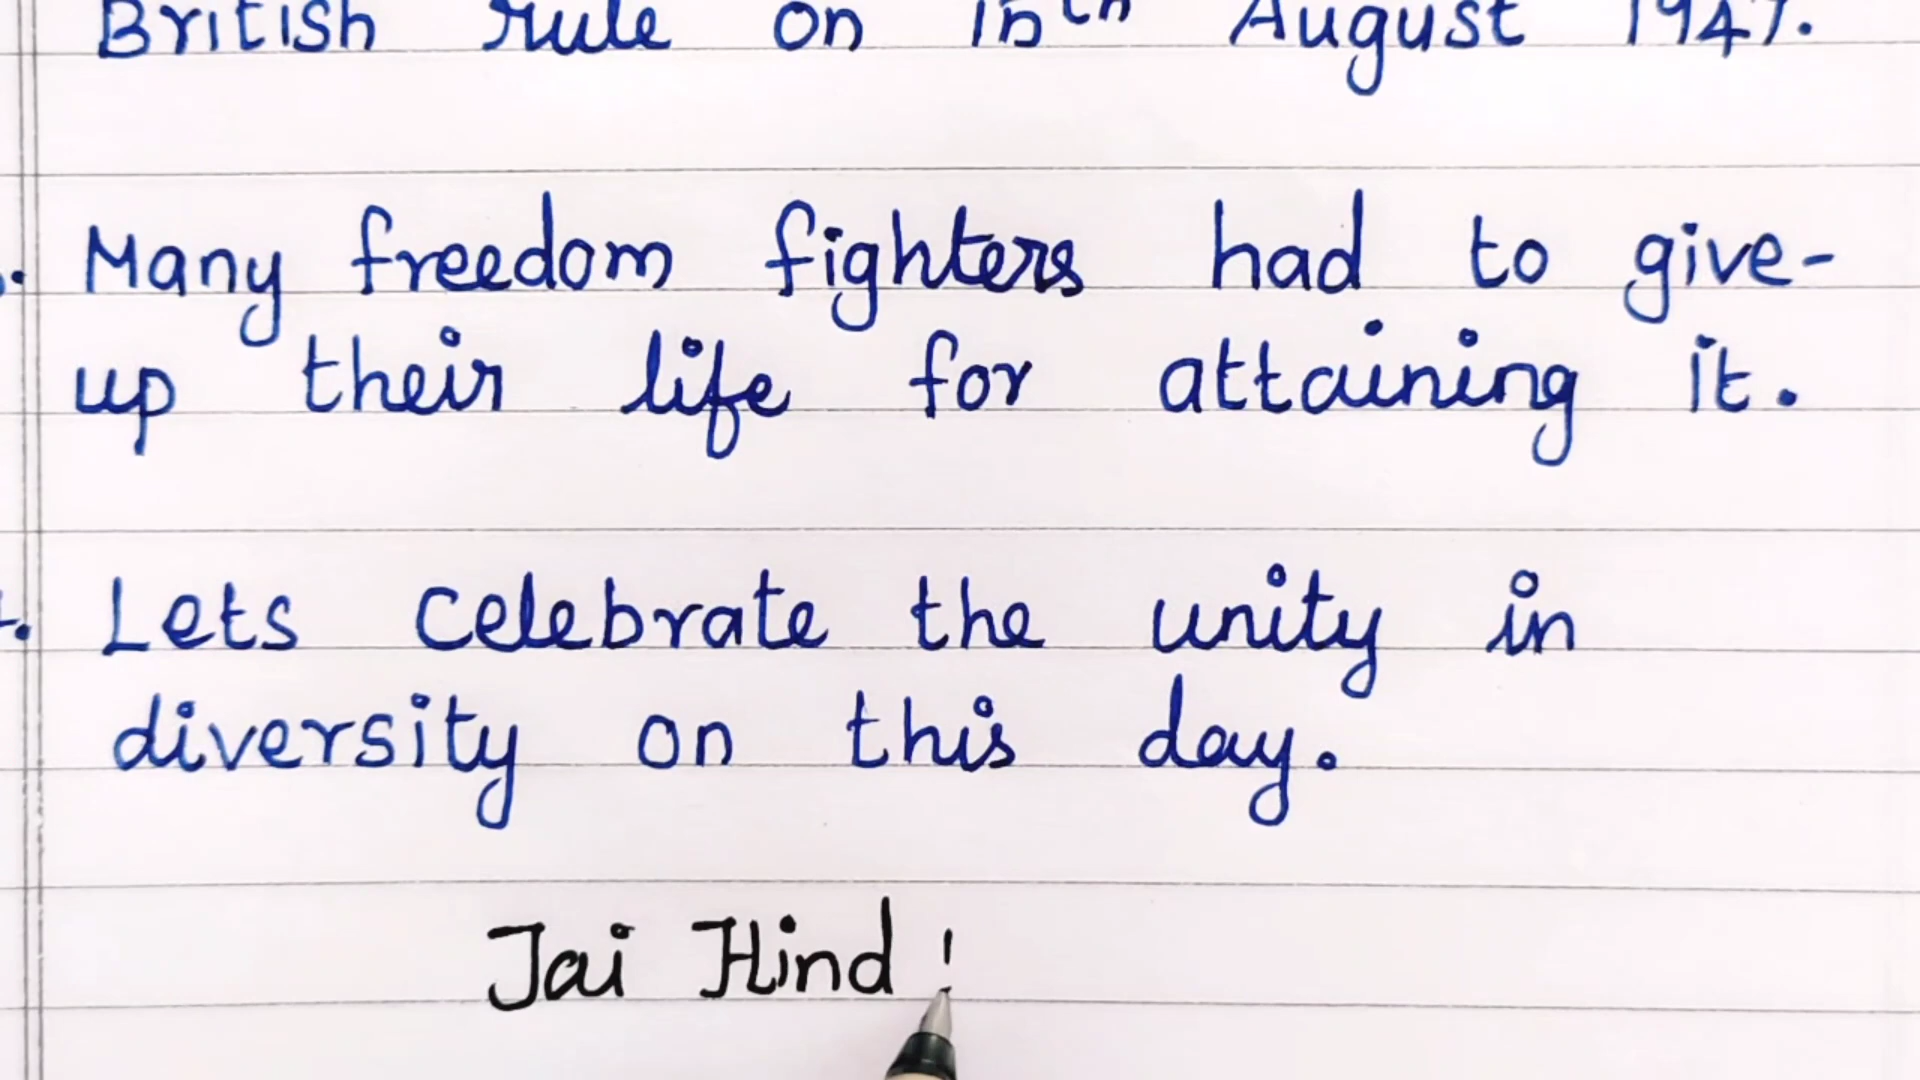 British rule on 15th August 1947.
. Many freedom fighters had to give-
up their life for attaining it.
. Lets celebrate the unity in
diversity on this day.
Jai Hind !